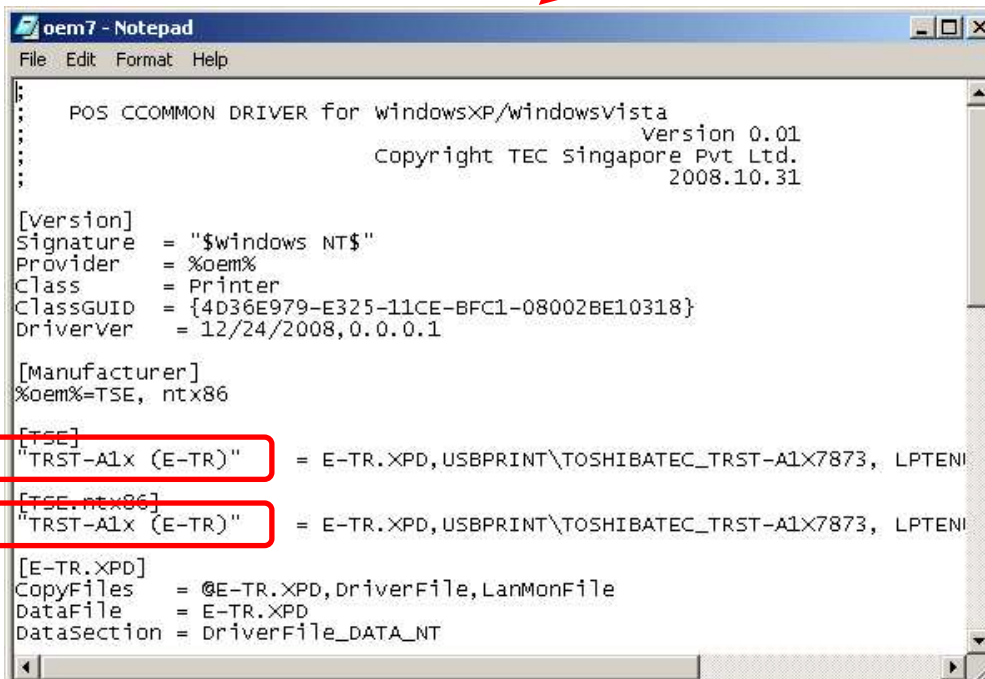 oem7 - Notepad
File Edit Format Help
;
; POS CCOMMON DRIVER for WindowsXP/WindowsVista
; Version 0.01
; Copyright TEC Singapore Pvt Ltd.
; 2008.10.31
[Version]
Signature = "$Windows NT$"
Provider = %oem%
Class = Printer
ClassGUID = {4D36E979-E325-11CE-BFC1-08002BE10318}
DriverVer = 12/24/2008,0.0.0.1
[Manufacturer]
%oem%=TSE, ntx86
[TSE]
"TRST-A1x (E-TR)" = E-TR.XPD,USBPRINT\TOSHIBATEC_TRST-A1X7873,
[TSE.ntx86]
"TRST-A1x (E-TR)" = E-TR.XPD,USBPRINT\TOSHIBATEC_TRST-A1X7873,
[E-TR.XPD]
CopyFiles = @E-TR.XPD,DriverFile,LanMonFile
DataFile = E-TR.XPD
DataSection = DriverFile_DATA_NT